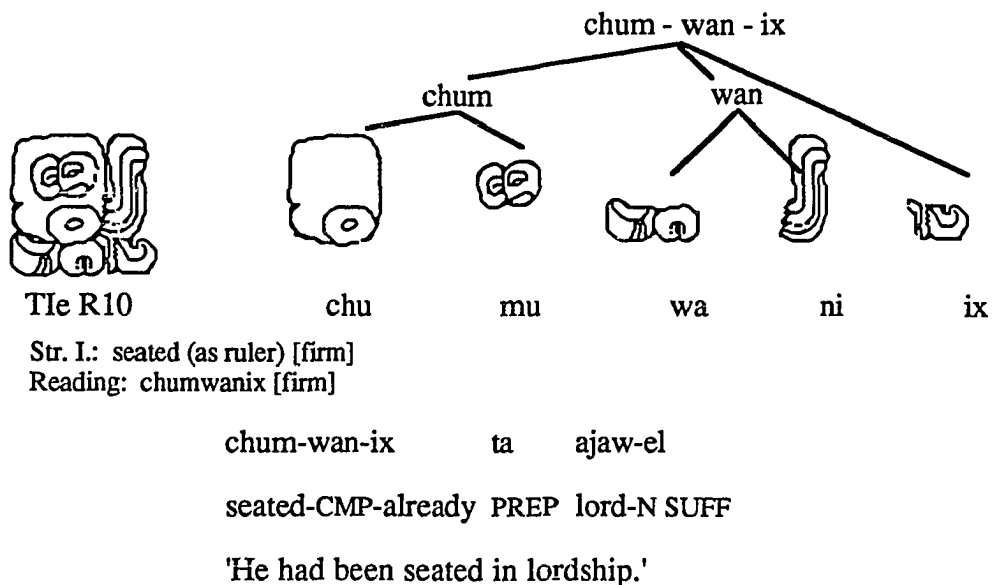 chum - wan - ix
chum wan
TIe R10 chu mu wa ni ix
Str. I.: seated (as ruler) [firm]
Reading: chumwanix [firm]
chum-wan-ix ta ajaw-el
seated-CMP-already PREP lord-N SUFF
'He had been seated in lordship.'